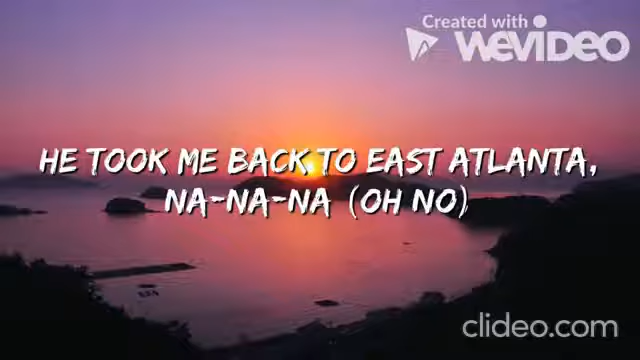 Created with
WEVIDEO
HE TOOK ME BACK TO EAST ATLANTA,
NA-NA-NA (OH NO)
clideo.com